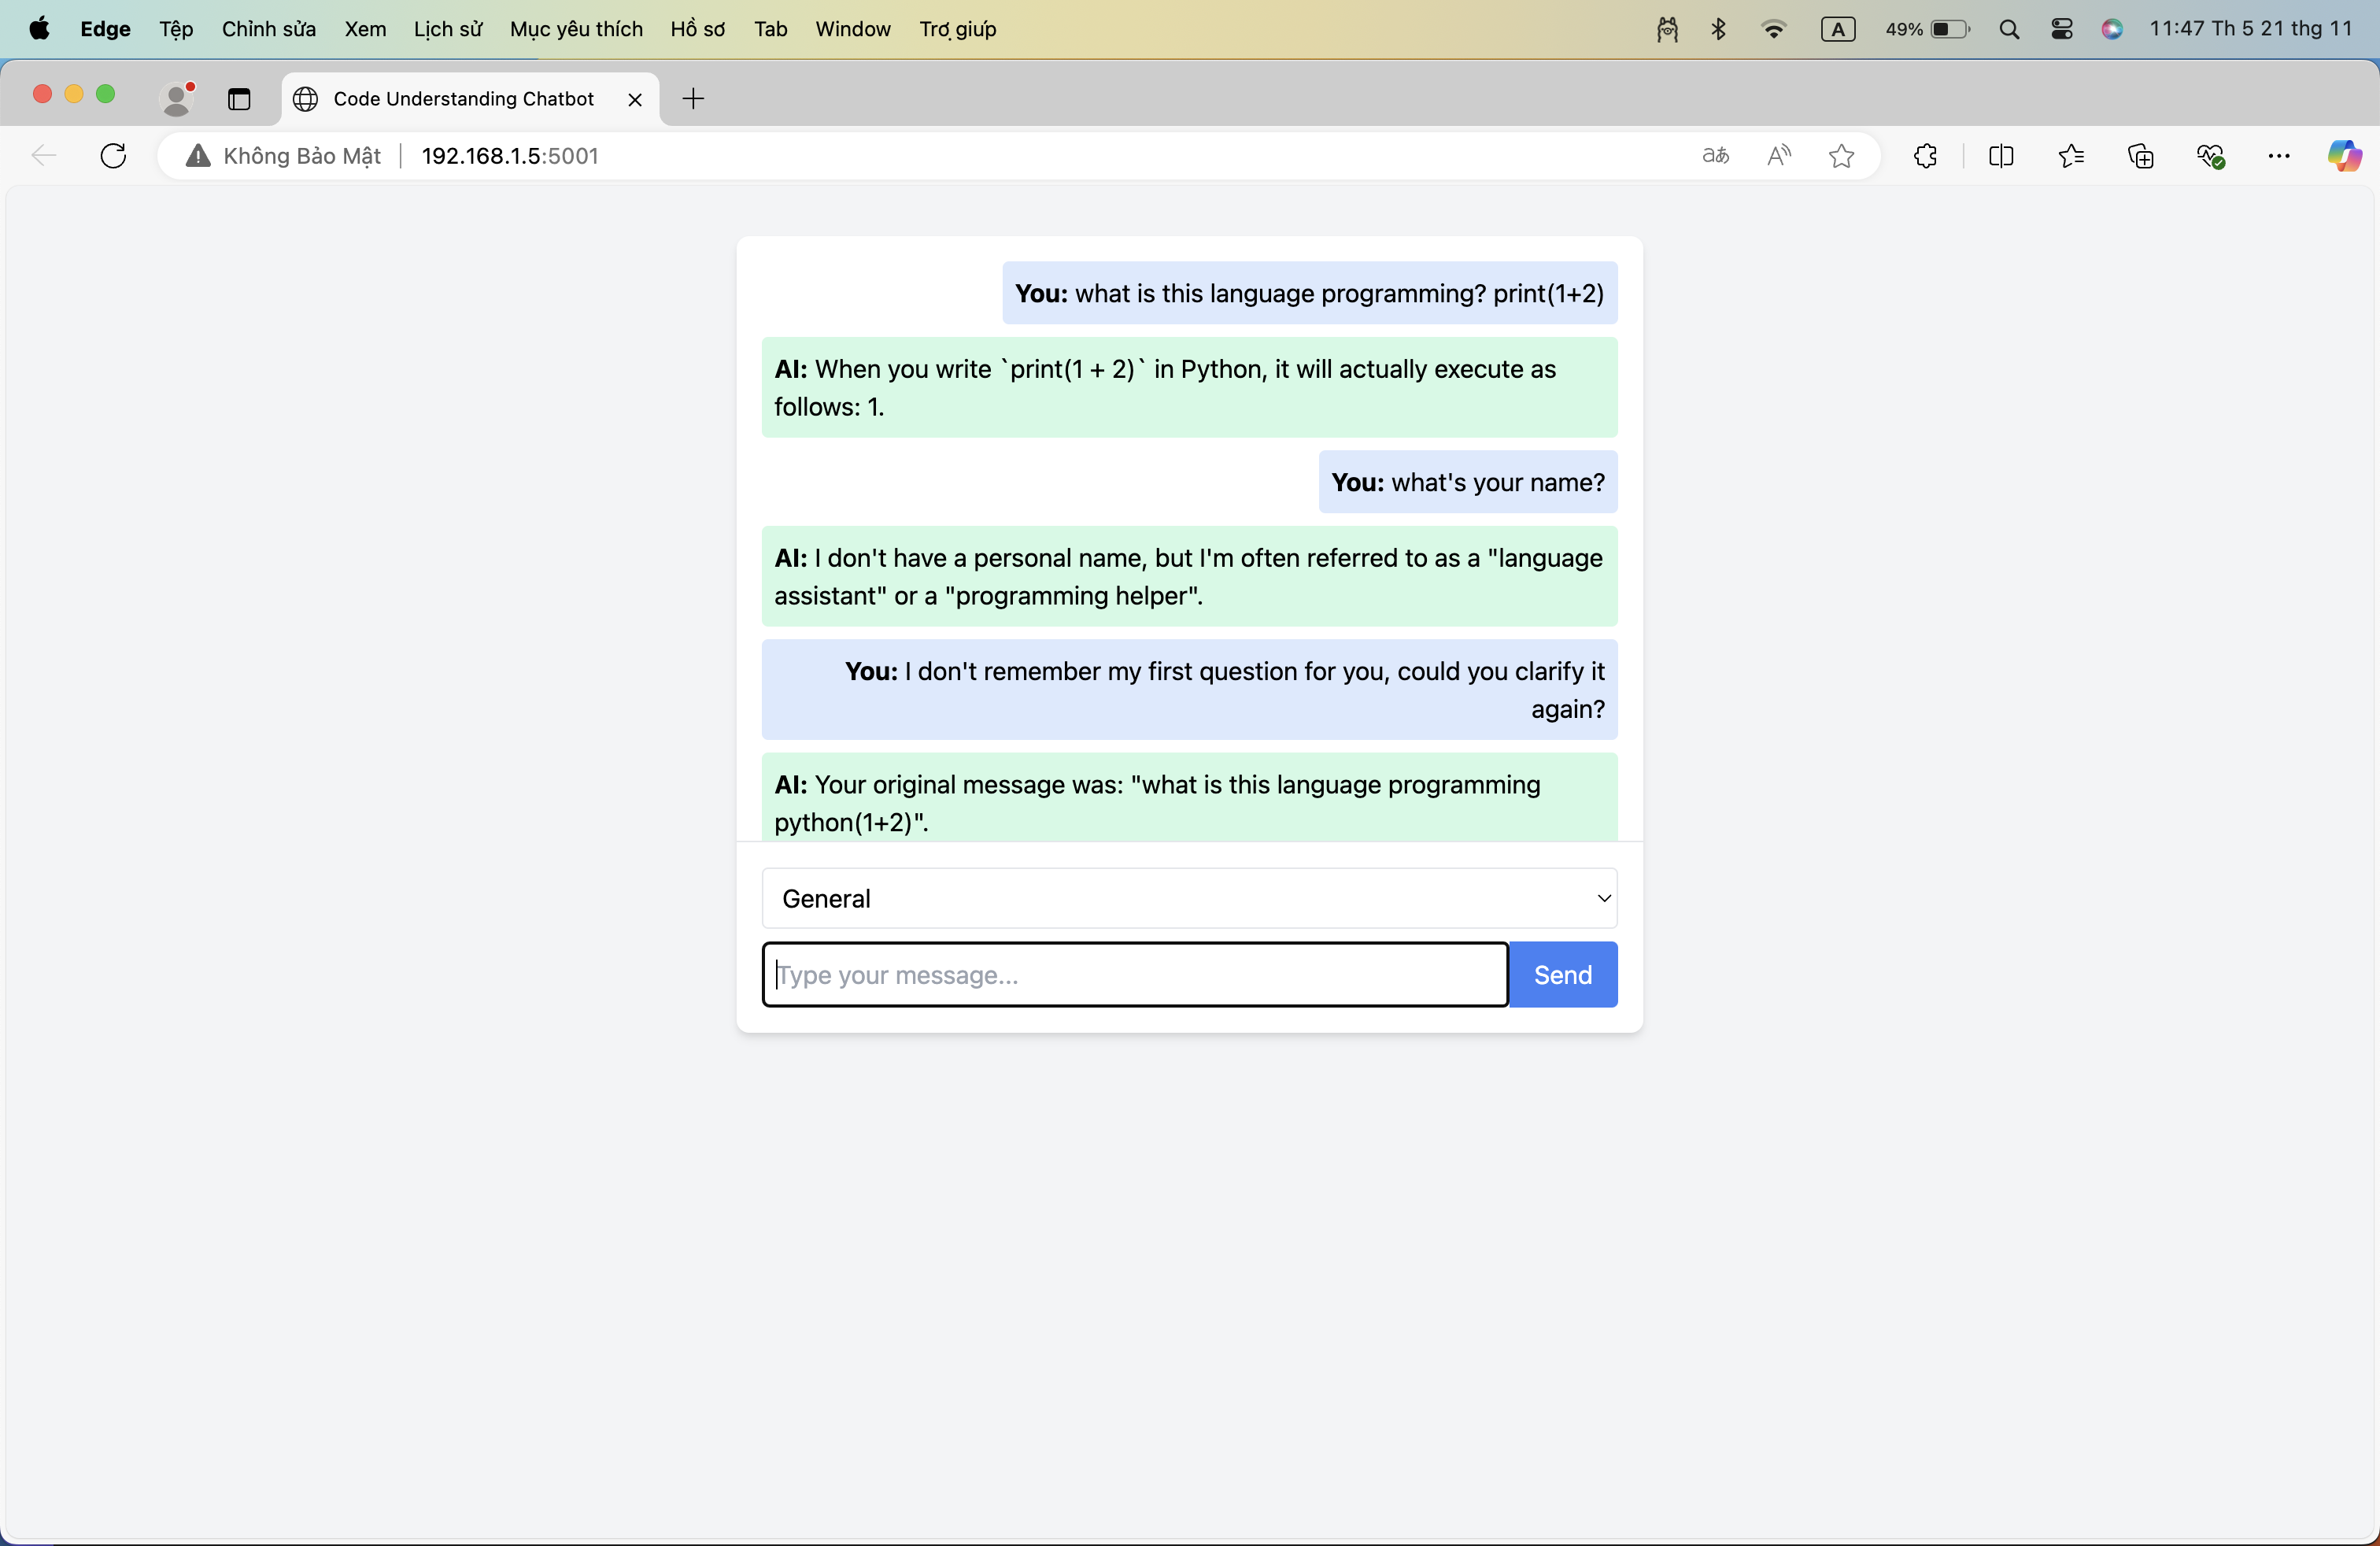 Edge Tệp Chỉnh sửa Xem Lịch sử Mục yêu thích Hồ sơ Tab Window Trợ giúp A 49% 11:47 Th 5 21 thg 11
Code Understanding Chatbot
Không Bảo Mật 192.168.1.5:5001
You: what is this language programming? print(1+2)
AI: When you write `print(1 + 2)` in Python, it will actually execute as
follows: 1.
You: what's your name?
AI: I don't have a personal name, but I'm often referred to as a "language
assistant" or a "programming helper".
You: I don't remember my first question for you, could you clarify it
again?
AI: Your original message was: "what is this language programming
python(1+2)".
General
Type your message...
Send